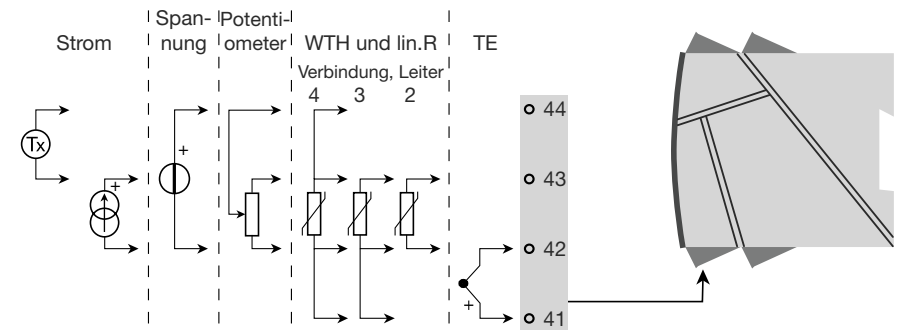 Strom
Span-
nung
Potenti-
ometer
WTH und lin.R
Verbindung, Leiter
4 3 2
TE
Tx
+
+
+
44
43
42
41